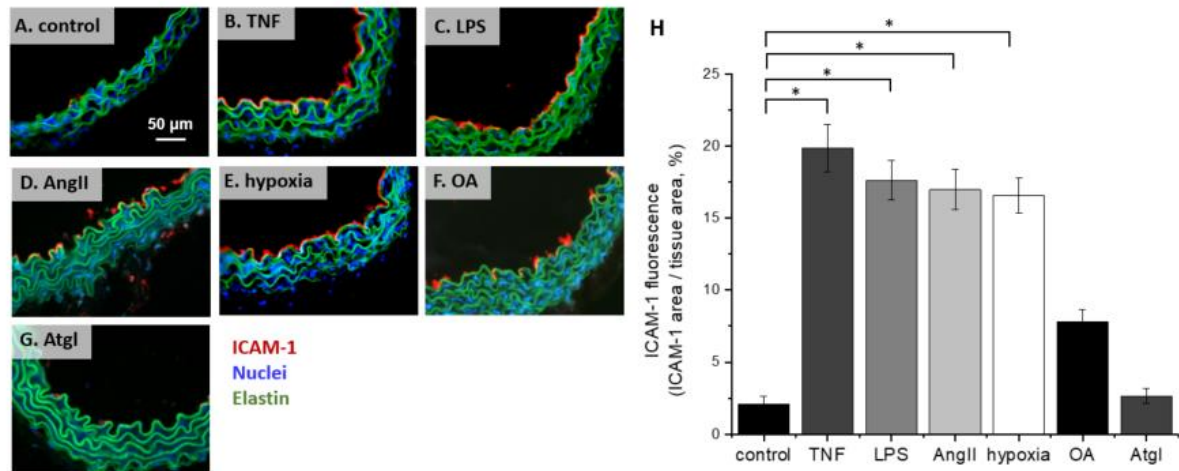 A. control
B. TNF
C. LPS
50 µm
D. AngII
E. hypoxia
F. OA
G. Atgl
ICAM-1
Nuclei
Elastin
H
*
*
*
*
25
20
15
10
5
0
ICAM-1 fluorescence
(ICAM-1 area / tissue area, %)
control TNF LPS AngII hypoxia OA Atgl